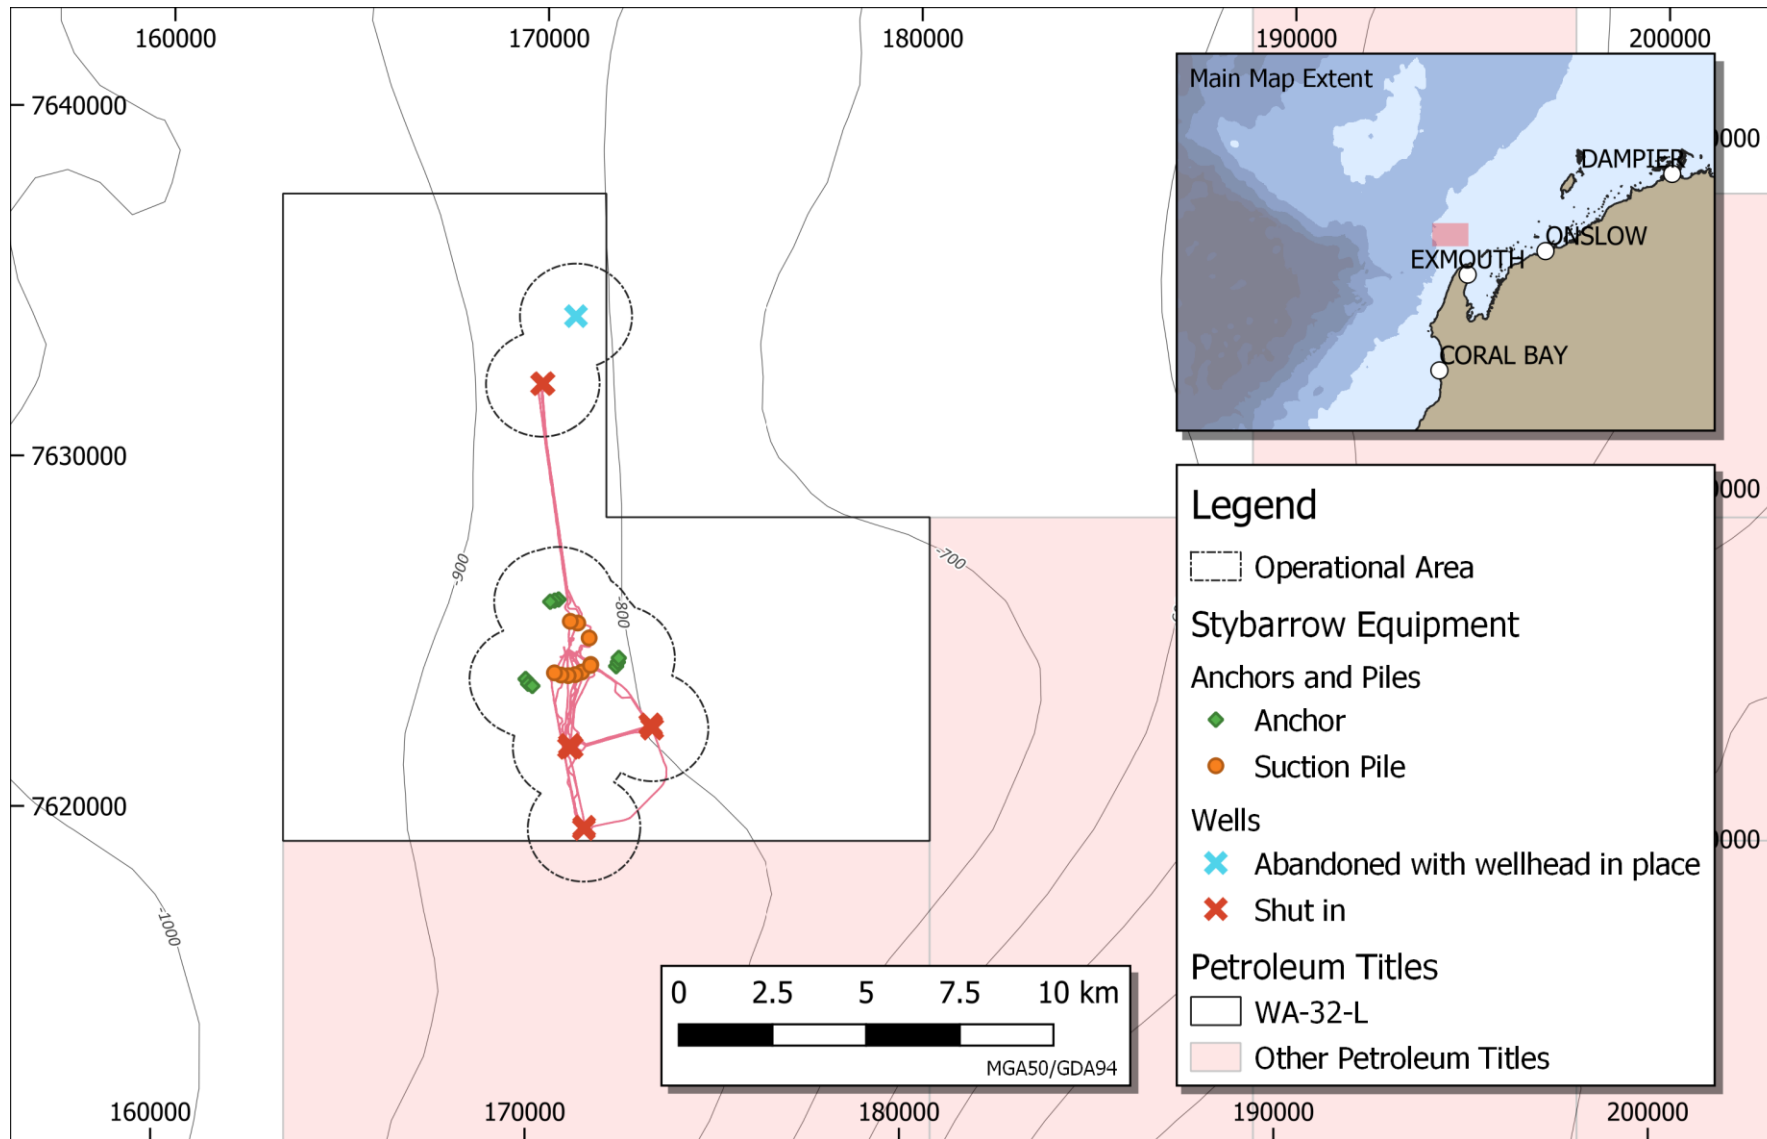 160000
170000
180000
190000
200000
Main Map Extent
7640000
0000
DAMPIER
ONSLOW
EXMOUTH
CORAL BAY
7630000
0000
Legend
Operational Area
-900
-800
-700
Stybarrow Equipment
Anchors and Piles
Anchor
Suction Pile
7620000
Wells
0000
Abandoned with wellhead in place
Shut in
-1000
Petroleum Titles
0 2.5 5 7.5 10 km
WA-32-L
MGA50/GDA94
Other Petroleum Titles
160000
170000
180000
190000
200000